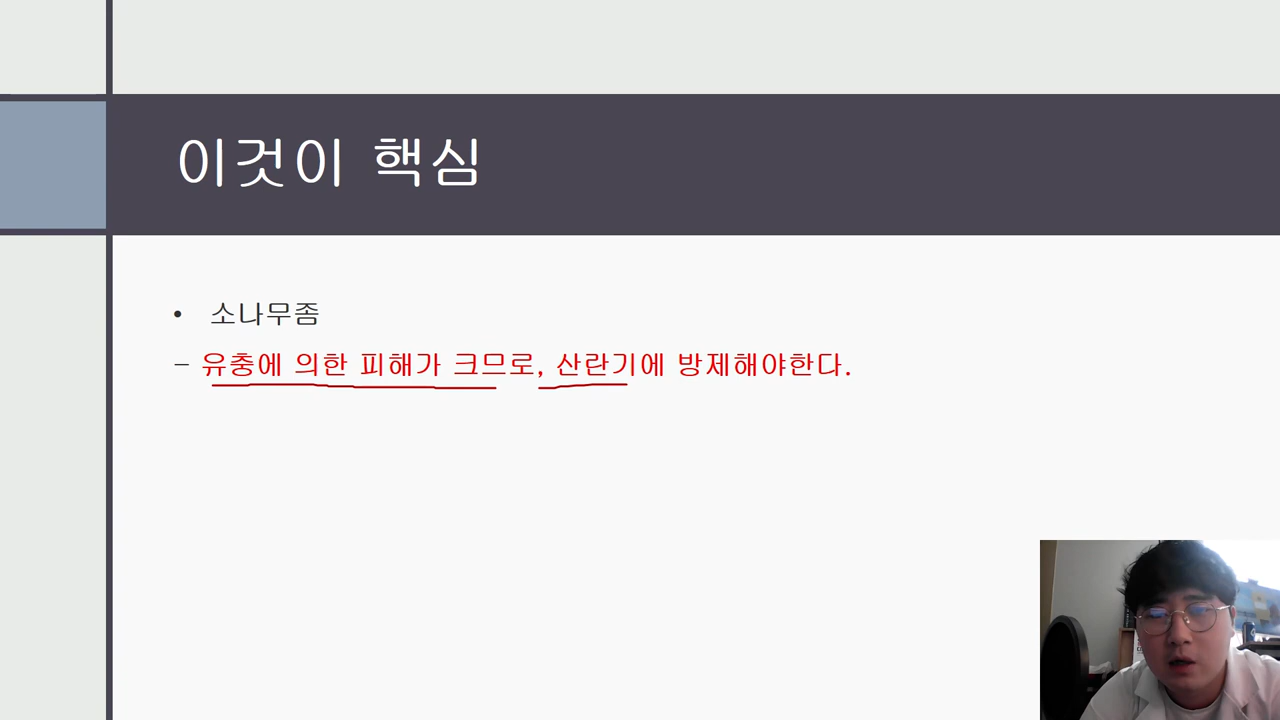 이것이 핵심
• 소나무좀
– 유충에 의한 피해가 크므로, 산란기에 방제해야한다.